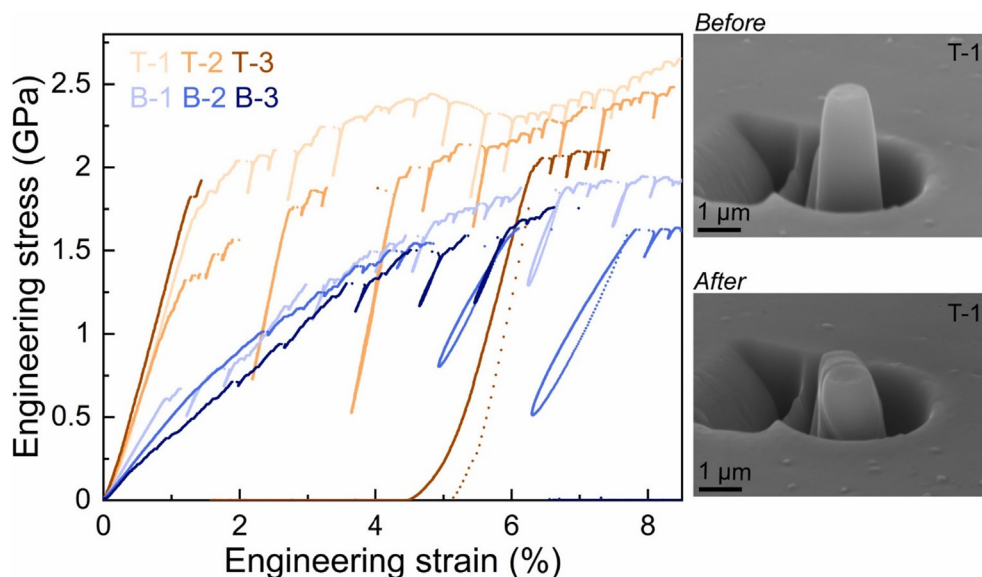 T-1 T-2 T-3
B-1 B-2 B-3
Engineering stress (GPa)
2.5
2
1.5
1
0.5
0
0 2 4 6 8
Engineering strain (%)
Before
T-1
1 μm
After
T-1
1 μm